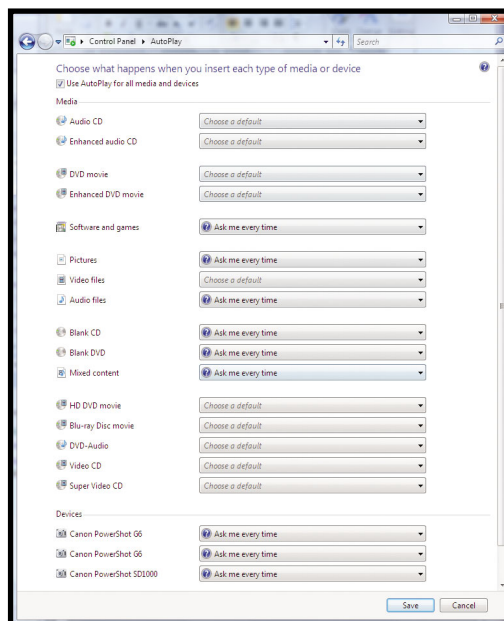 Control Panel ▸ AutoPlay
Search
Choose what happens when you insert each type of media or device
Use AutoPlay for all media and devices
Media
Audio CD Choose a default
Enhanced audio CD Choose a default
DVD movie Choose a default
Enhanced DVD movie Choose a default
Software and games Ask me every time
Pictures Ask me every time
Video files Choose a default
Audio files Ask me every time
Blank CD Ask me every time
Blank DVD Ask me every time
Mixed content Ask me every time
HD DVD movie Choose a default
Blu-ray Disc movie Choose a default
DVD-Audio Choose a default
Video CD Choose a default
Super Video CD Choose a default
Devices
Canon PowerShot G6 Ask me every time
Canon PowerShot G6 Ask me every time
Canon PowerShot SD1000 Ask me every time
Save Cancel